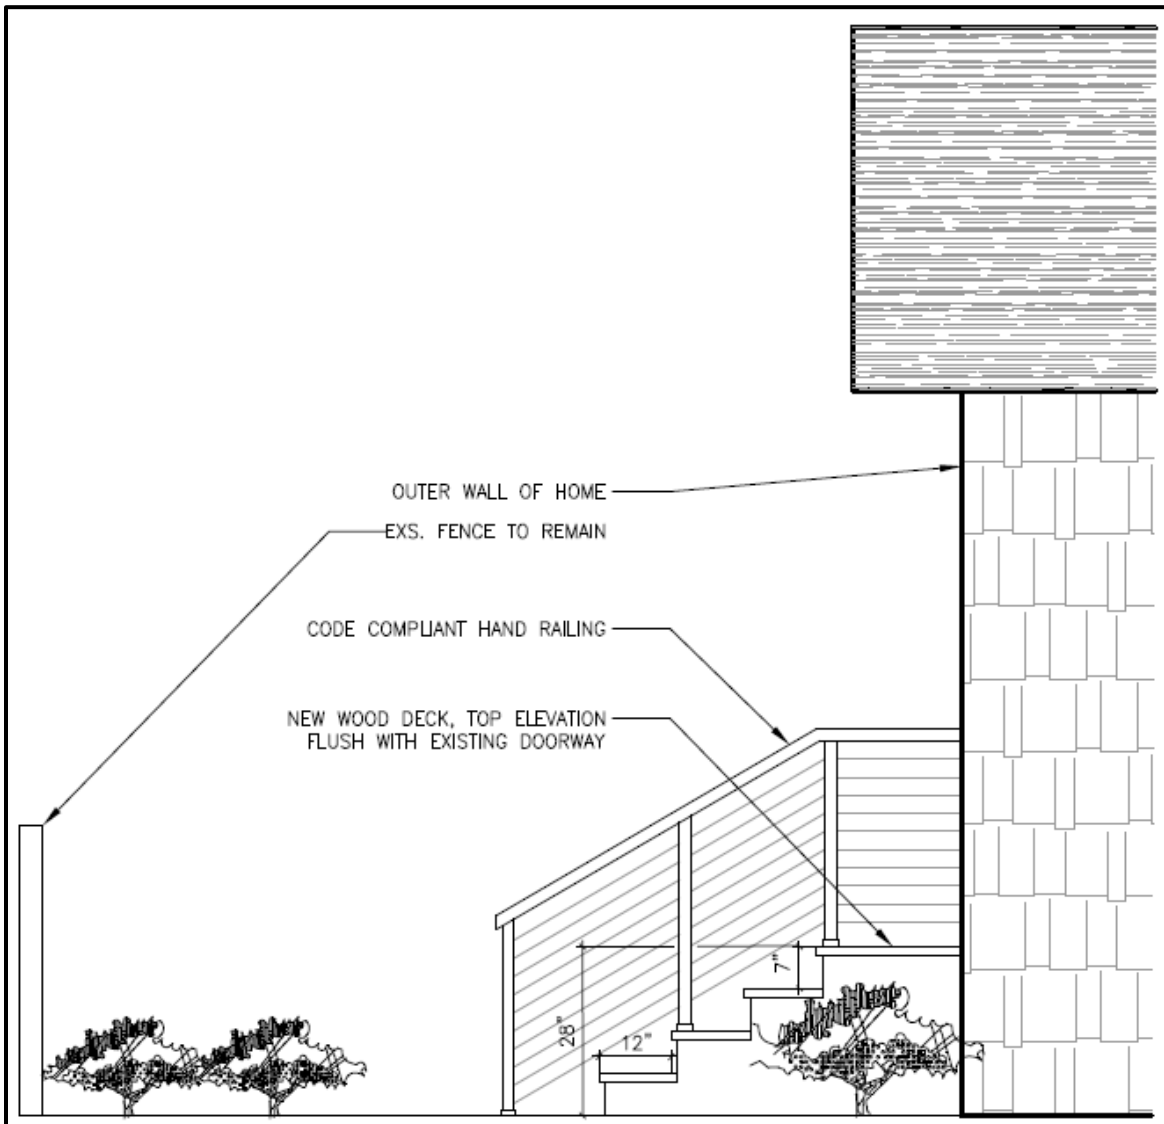 OUTER WALL OF HOME
EXS. FENCE TO REMAIN
CODE COMPLIANT HAND RAILING
NEW WOOD DECK, TOP ELEVATION
FLUSH WITH EXISTING DOORWAY
7"
28"
12"